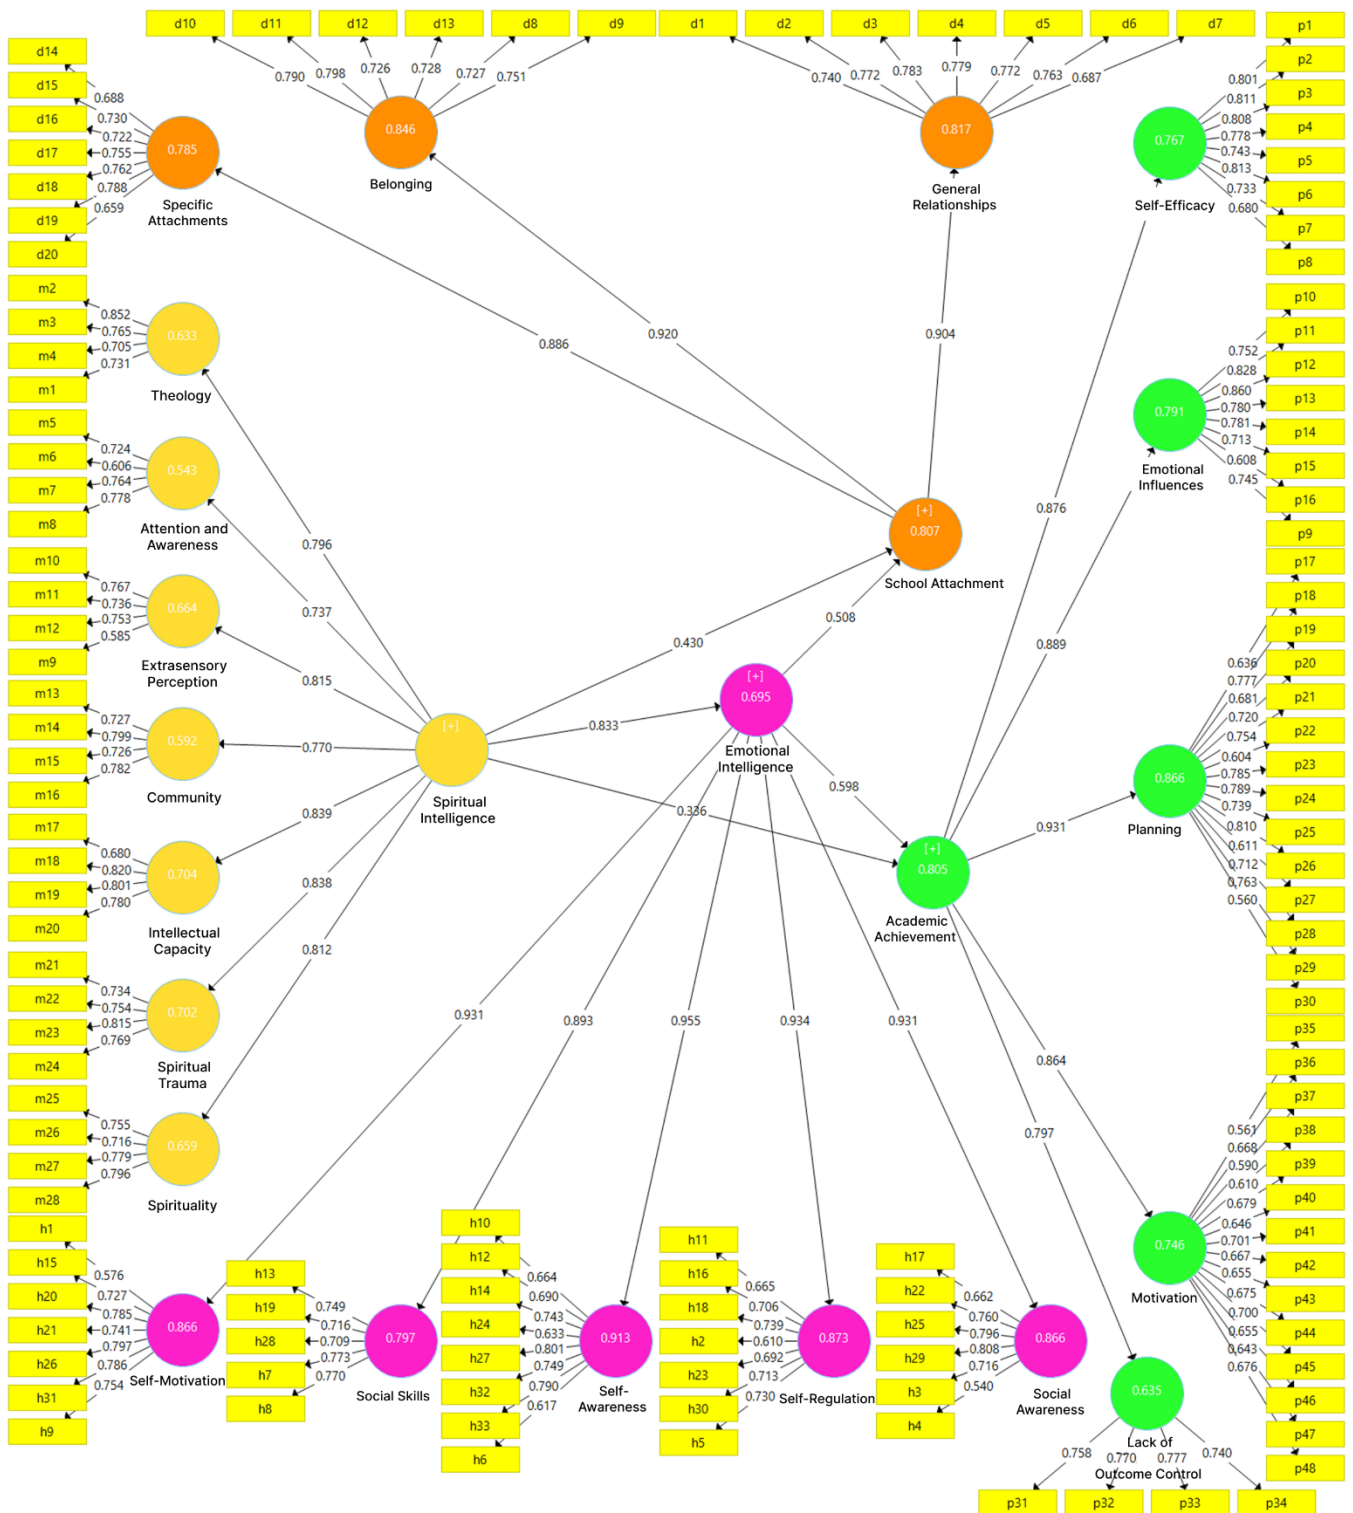 d10
d11
d12
d13
d8
d9
d1
d2
d3
d4
d5
d6
d7
0.790
0.798
0.726
0.728
0.727
0.751
0.740
0.772
0.783
0.779
0.772
0.763
0.687
0.846
Belonging
0.817
General
Relationships
d14
d15
d16
d17
d18
d19
d20
0.688
0.730
0.722
0.755
0.762
0.788
0.659
0.785
Specific
Attachments
p1
p2
p3
p4
p5
p6
p7
p8
0.801
0.811
0.808
0.778
0.743
0.813
0.733
0.680
0.767
Self-Efficacy
m2
m3
m4
m1
0.852
0.765
0.705
0.731
0.633
Theology
m5
m6
m7
m8
0.724
0.606
0.764
0.778
0.543
Attention and
Awareness
m10
m11
m12
m9
0.767
0.736
0.753
0.585
0.664
Extrasensory
Perception
m13
m14
m15
m16
0.727
0.799
0.726
0.782
0.592
Community
m17
m18
m19
m20
0.680
0.820
0.801
0.780
0.704
Intellectual
Capacity
m21
m22
m23
m24
0.734
0.754
0.815
0.769
0.702
Spiritual
Trauma
m25
m26
m27
m28
0.755
0.716
0.779
0.796
0.659
Spirituality
0.886
0.920
0.904
0.876
0.889
[+]
0.807
School Attachment
0.796
0.737
0.815
0.770
0.839
0.838
0.812
[+]
Spiritual
Intelligence
0.430
0.508
0.833
0.336
0.598
[+]
0.695
Emotional
Intelligence
[+]
0.805
Academic
Achievement
0.931
0.864
0.797
0.931
0.893
0.955
0.934
0.931
p10
p11
p12
p13
p14
p15
p16
p9
0.752
0.828
0.860
0.780
0.781
0.713
0.608
0.745
0.791
Emotional
Influences
p17
p18
p19
p20
p21
p22
p23
p24
p25
p26
p27
p28
p29
p30
0.636
0.777
0.681
0.720
0.754
0.604
0.785
0.789
0.739
0.810
0.611
0.712
0.763
0.560
0.866
Planning
p35
p36
p37
p38
p39
p40
p41
p42
p43
p44
p45
p46
p47
p48
0.561
0.668
0.590
0.610
0.679
0.646
0.701
0.667
0.655
0.675
0.700
0.655
0.643
0.676
0.746
Motivation
h1
h15
h20
h21
h26
h31
h9
0.576
0.727
0.785
0.741
0.797
0.786
0.754
0.866
Self-Motivation
h13
h19
h28
h7
h8
0.749
0.716
0.709
0.773
0.770
0.797
Social Skills
h10
h12
h14
h24
h27
h32
h33
h6
0.664
0.690
0.743
0.633
0.801
0.749
0.790
0.617
0.913
Self-
Awareness
h11
h16
h18
h2
h23
h30
h5
0.665
0.706
0.739
0.610
0.692
0.713
0.730
0.873
Self-Regulation
h17
h22
h25
h29
h3
h4
0.662
0.760
0.796
0.808
0.716
0.540
0.866
Social
Awareness
0.635
Lack of
Outcome Control
0.758
0.770
0.777
0.740
p31
p32
p33
p34